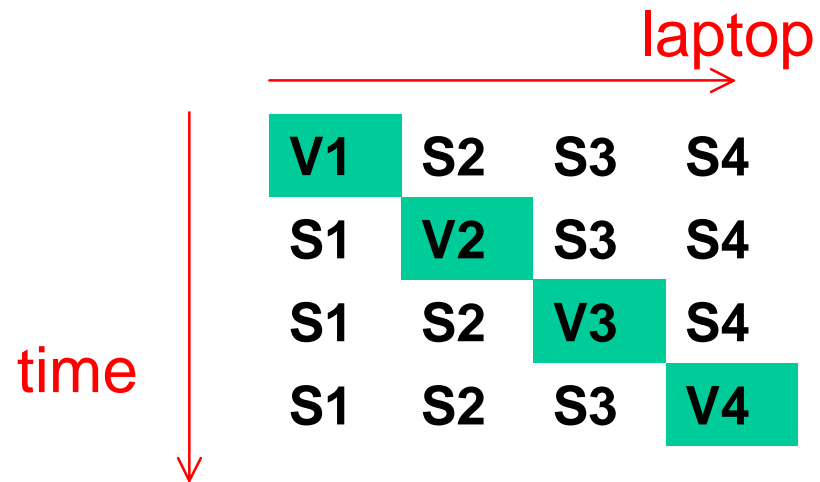 laptop
V1 S2 S3 S4
S1 V2 S3 S4
S1 S2 V3 S4
time
S1 S2 S3 V4